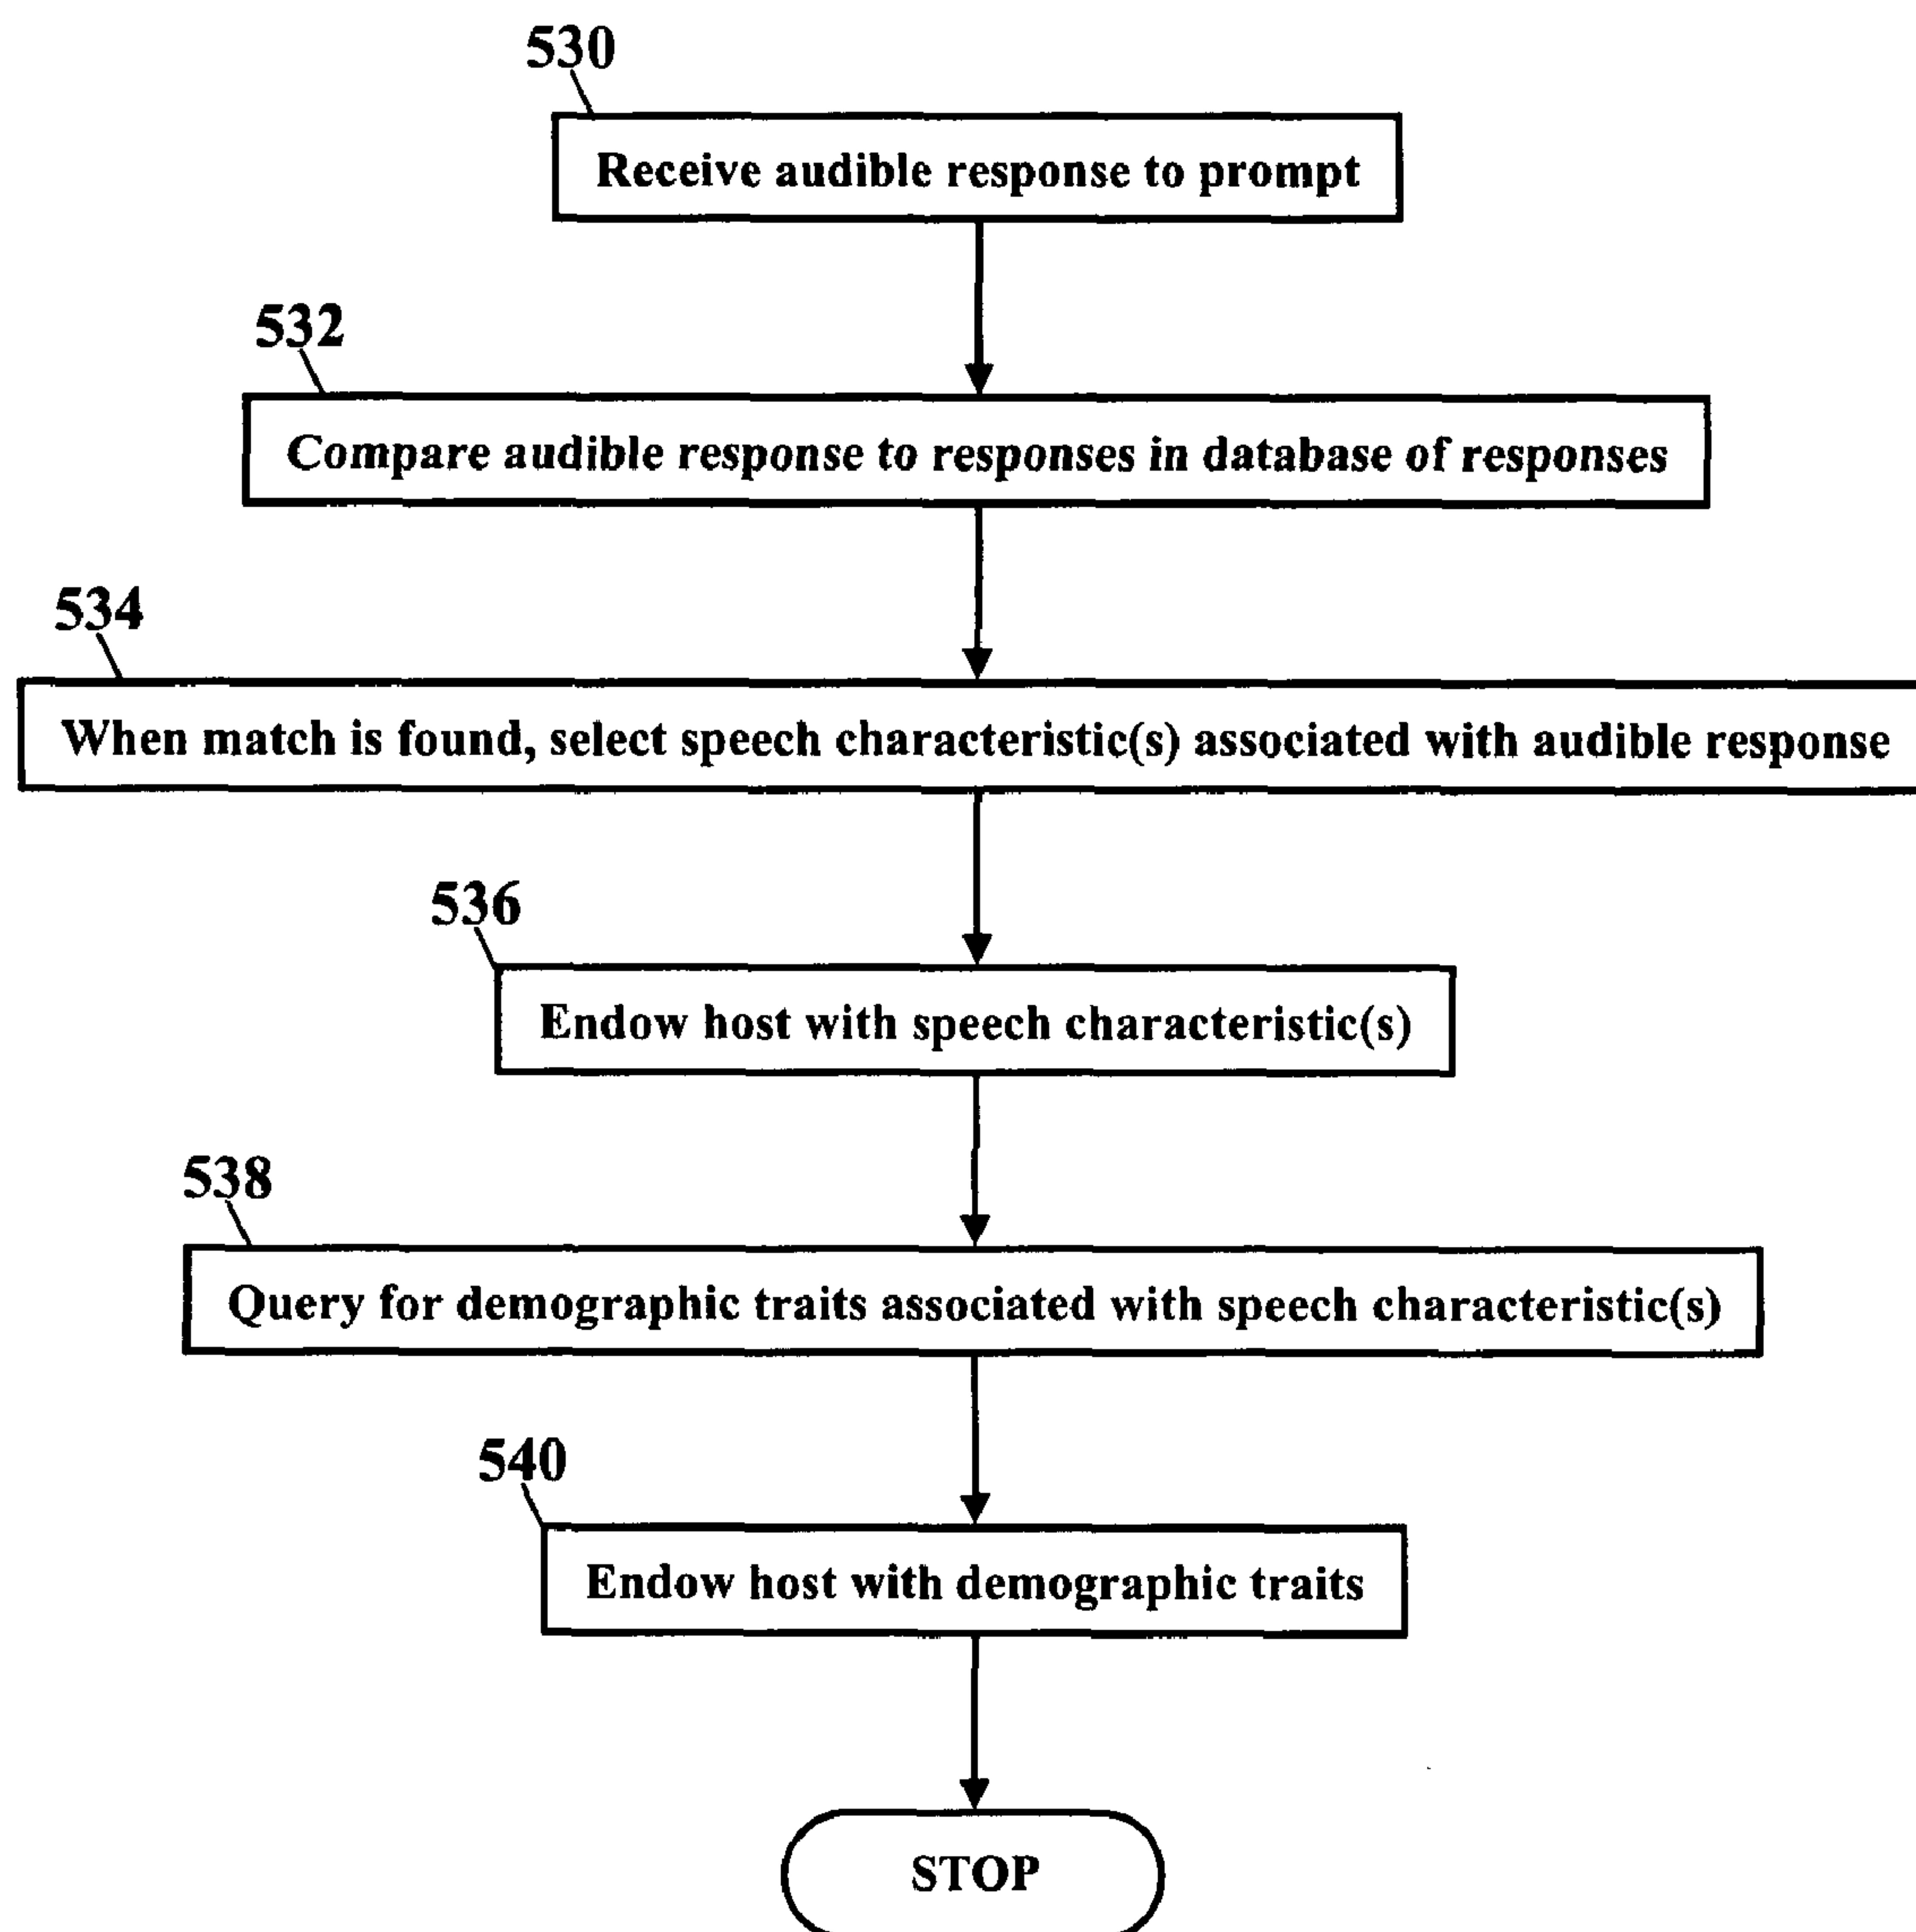 530
Receive audible response to prompt
532
Compare audible response to responses in database of responses
534
When match is found, select speech characteristic(s) associated with audible response
536
Endow host with speech characteristic(s)
538
Query for demographic traits associated with speech characteristic(s)
540
Endow host with demographic traits
STOP